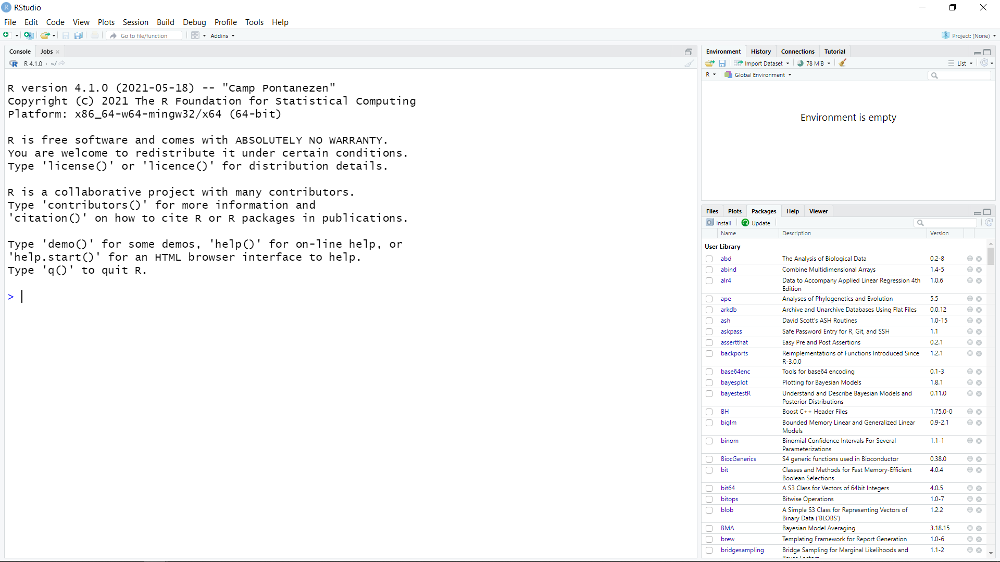 RStudio
File Edit Code View Plots Session Build Debug Profile Tools Help
Go to file/function Addins Project: (None)
Console Jobs
R 4.1.0 · ~/
R version 4.1.0 (2021-05-18) -- "Camp Pontanezen"
Copyright (C) 2021 The R Foundation for Statistical Computing
Platform: x86_64-w64-mingw32/x64 (64-bit)
R is free software and comes with ABSOLUTELY NO WARRANTY.
You are welcome to redistribute it under certain conditions.
Type 'license()' or 'licence()' for distribution details.
R is a collaborative project with many contributors.
Type 'contributors()' for more information and
'citation()' on how to cite R or R packages in publications.
Type 'demo()' for some demos, 'help()' for on-line help, or
'help.start()' for an HTML browser interface to help.
Type 'q()' to quit R.
>
Environment History Connections Tutorial
Import Dataset 78 MiB List
R Global Environment
Environment is empty
Files Plots Packages Help Viewer
Install Update
Name Description Version
User Library
abd The Analysis of Biological Data 0.2-8
abind Combine Multidimensional Arrays 1.4-5
alr4 Data to Accompany Applied Linear Regression 4th 1.0.6
Edition
ape Analyses of Phylogenetics and Evolution 5.5
arkdb Archive and Unarchive Databases Using Flat Files 0.0.12
ash David Scott's ASH Routines 1.0-15
askpass Safe Password Entry for R, Git, and SSH 1.1
assertthat Easy Pre and Post Assertions 0.2.1
backports Reimplementations of Functions Introduced Since 1.2.1
R-3.0.0
base64enc Tools for base64 encoding 0.1-3
bayesplot Plotting for Bayesian Models 1.8.1
bayestestR Understand and Describe Bayesian Models and 0.11.0
Posterior Distributions
BH Boost C++ Header Files 1.75.0-0
biglm Bounded Memory Linear and Generalized Linear 0.9-2.1
Models
binom Binomial Confidence Intervals For Several 1.1-1
Parameterizations
BiocGenerics S4 generic functions used in Bioconductor 0.38.0
bit Classes and Methods for Fast Memory-Efficient 4.0.4
Boolean Selections
bit64 A S3 Class for Vectors of 64bit Integers 4.0.5
bitops Bitwise Operations 1.0-7
blob A Simple S3 Class for Representing Vectors of 1.2.2
Binary Data ('BLOBS')
BMA Bayesian Model Averaging 3.18.15
brew Templating Framework for Report Generation 1.0-6
bridgesampling Bridge Sampling for Marginal Likelihoods and 1.1-2